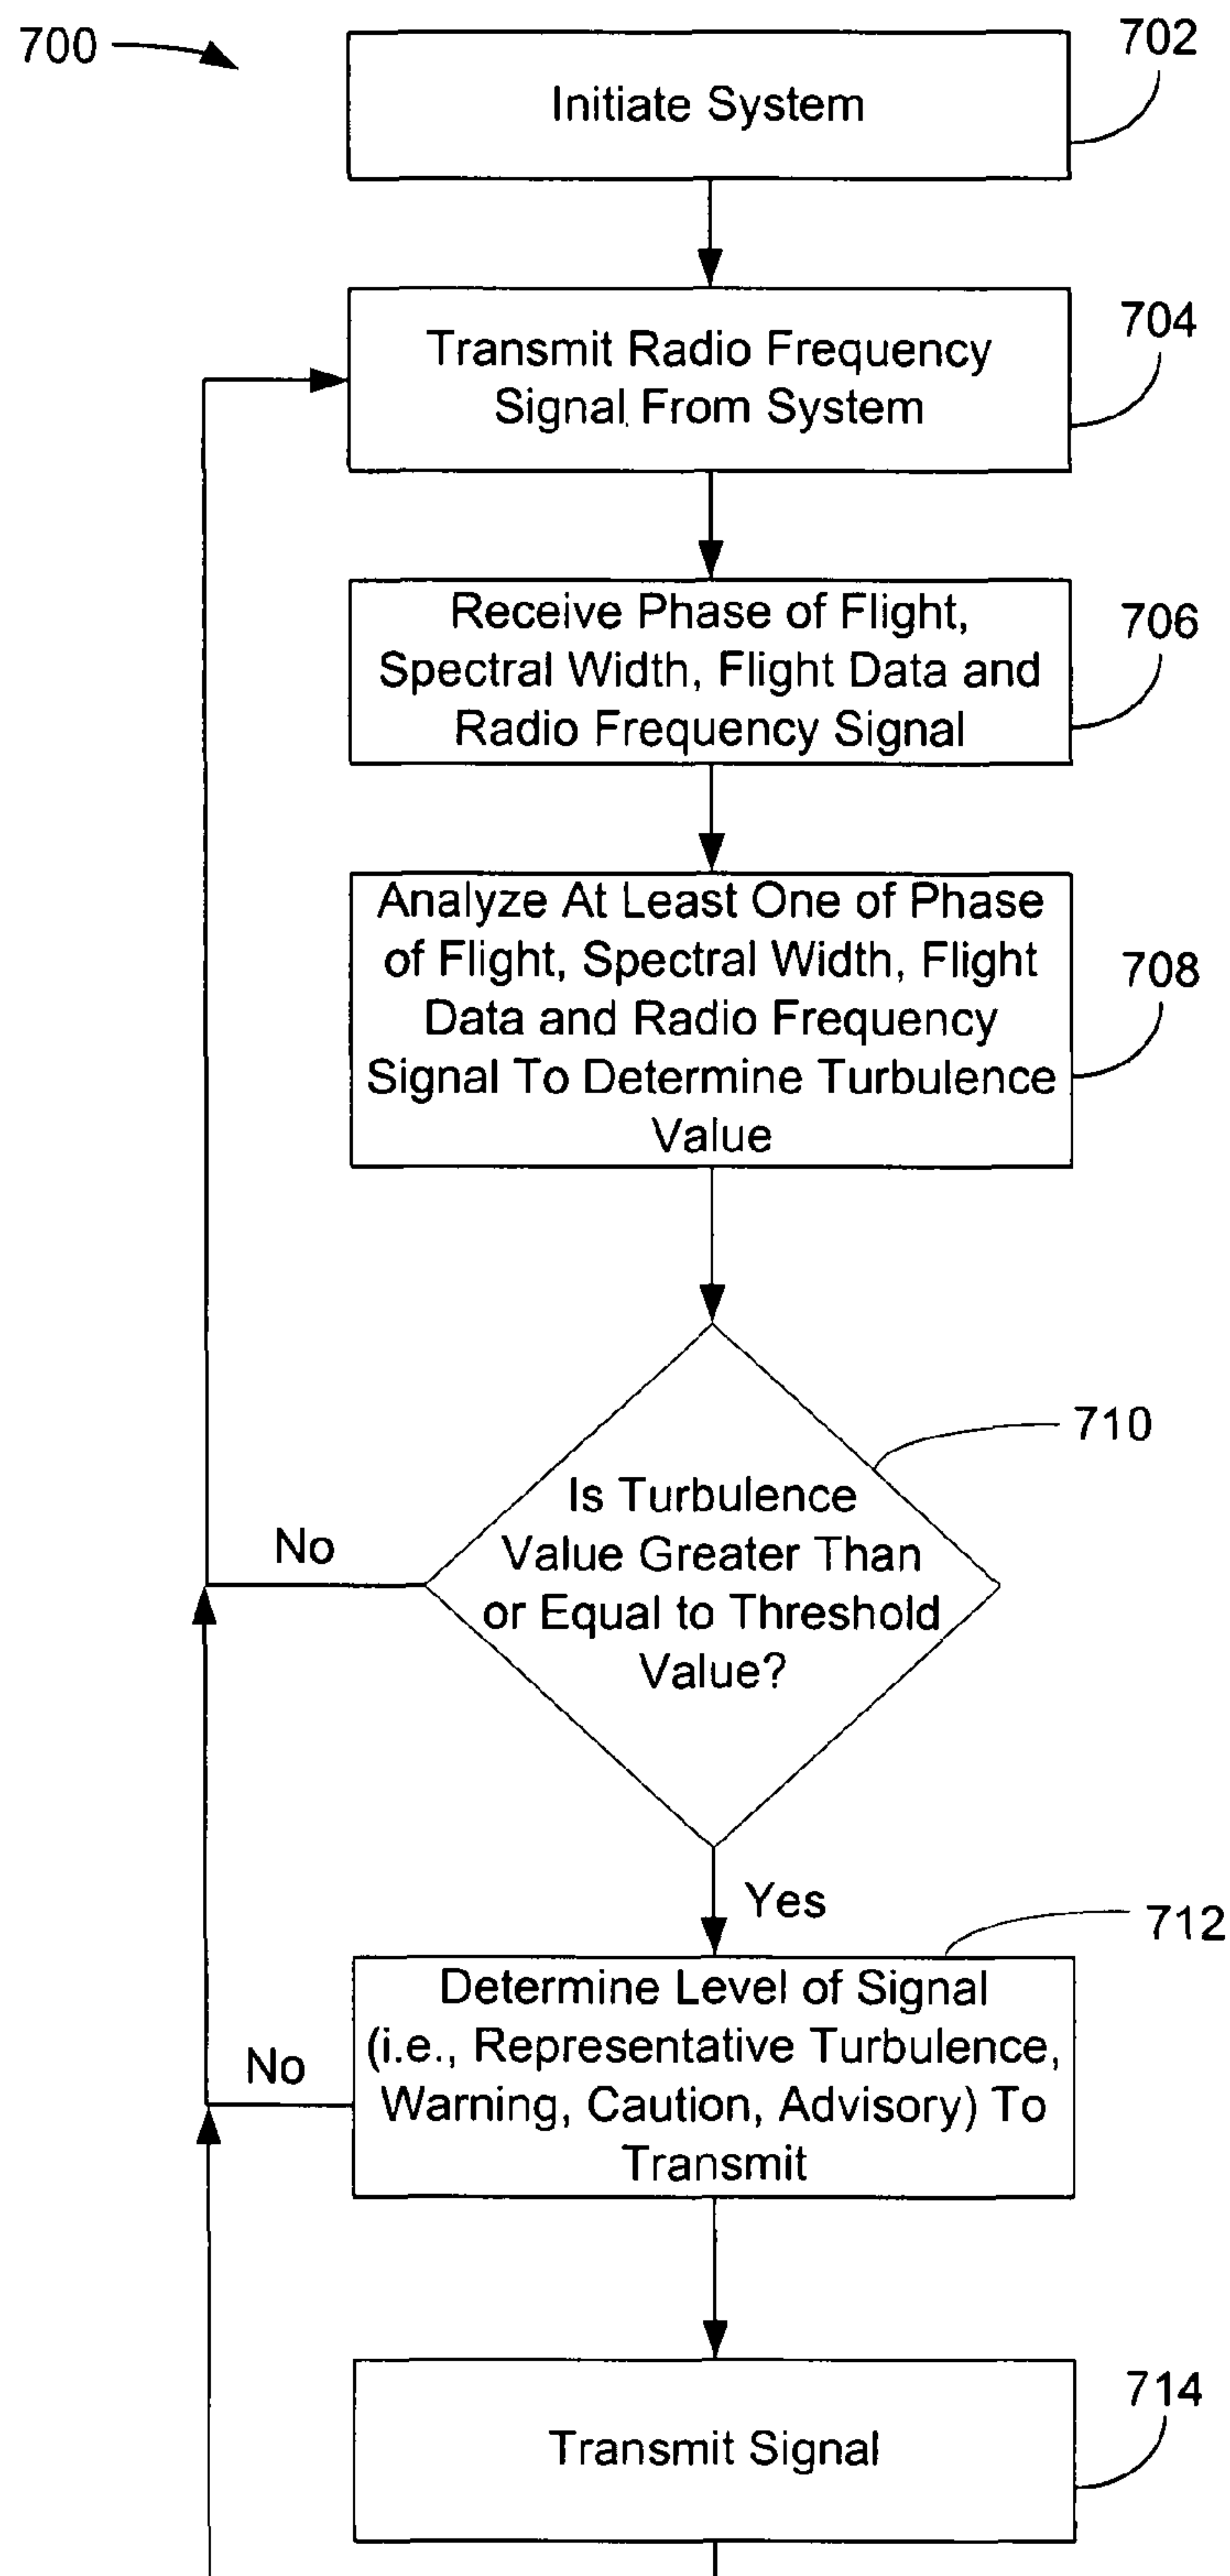 700
702
Initiate System
704
Transmit Radio Frequency
Signal From System
706
Receive Phase of Flight,
Spectral Width, Flight Data and
Radio Frequency Signal
708
Analyze At Least One of Phase
of Flight, Spectral Width, Flight
Data and Radio Frequency
Signal To Determine Turbulence
Value
710
Is Turbulence
Value Greater Than
or Equal to Threshold
Value?
No
Yes
712
Determine Level of Signal
(i.e., Representative Turbulence,
Warning, Caution, Advisory) To
Transmit
No
714
Transmit Signal